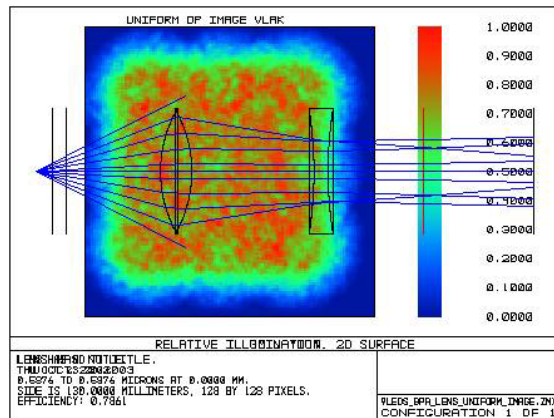 UNIFORM OP IMAGE VLAK
1.0000
0.9000
0.8000
0.7000
0.6000
0.5000
0.4000
0.3000
0.2000
0.1000
0.0000
RELATIVE ILLUMINATION, 2D SURFACE
0.5876 TO 0.5876 MICRONS AT 0.0000 MM.
SIDE IS 130.0000 MILLIMETERS, 128 BY 128 PIXELS.
EFFICIENCY: 0.7861
9LEDS_BPA_LENS_UNIFORM_IMAGE.ZMX
CONFIGURATION 1 OF 1